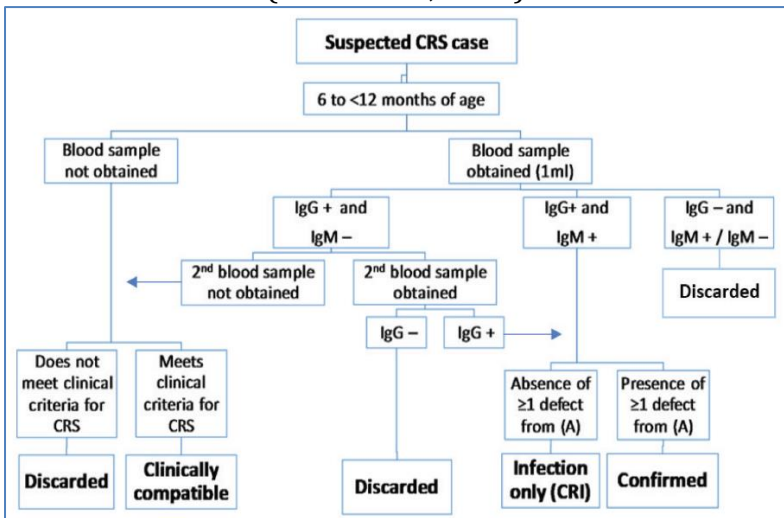 Suspected CRS case
6 to <12 months of age
Blood sample
not obtained
Blood sample
obtained (1ml)
IgG + and
IgM –
IgG+ and
IgM +
IgG – and
IgM + / IgM –
2nd blood sample
not obtained
2nd blood sample
obtained
Discarded
IgG –
IgG +
Does not
meet clinical
criteria for
CRS
Meets
clinical
criteria for
CRS
Absence of
≥1 defect
from (A)
Presence of
≥1 defect
from (A)
Discarded
Clinically
compatible
Discarded
Infection
only (CRI)
Confirmed